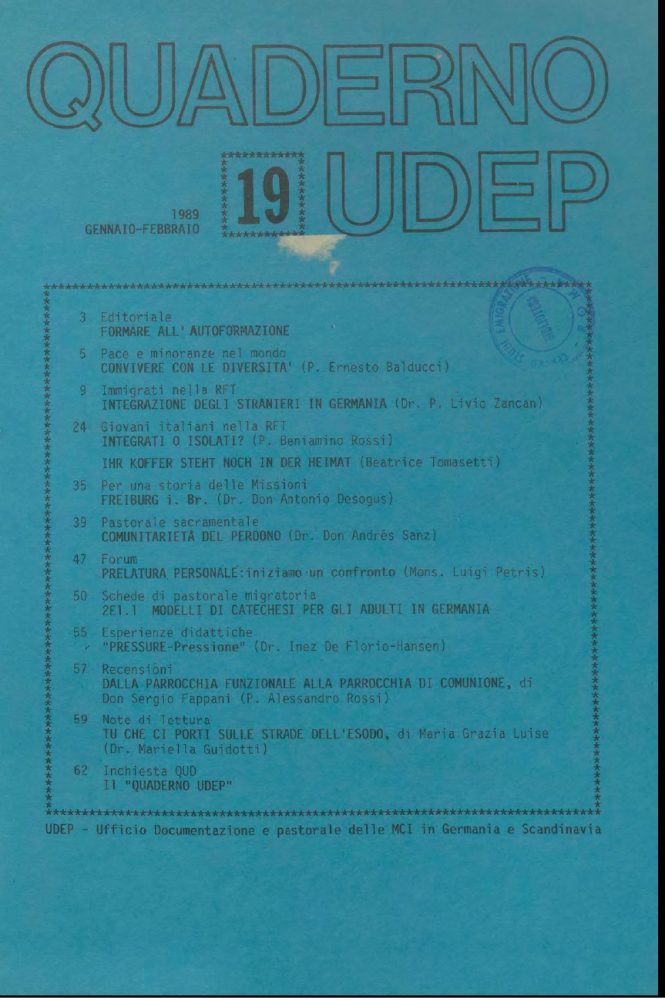 QUADERNO
19 UDEP
1989
GENNAIO-FEBBRAIO
3 Editoriale
FORMARE ALL' AUTOFORMAZIONE
5 Pace e minoranze nel mondo
CONVIVERE CON LE DIVERSITA' (P. Ernesto Balducci)
9 Immigrati nella RFT
INTEGRAZIONE DEGLI STRANIERI IN GERMANIA (Dr. P. Livio Zancan)
24 Giovani italiani nella RFT
INTEGRATI O ISOLATI? (P. Beniamino Rossi)
IHR KOFFER STEHT NOCH IN DER HEIMAT (Beatrice Tomasetti)
35 Per una storia delle Missioni
FREIBURG i. Br. (Dr. Don Antonio Desogus)
39 Pastorale sacramentale
COMUNITARIETÀ DEL PERDONO (Dr. Don Andrés Sanz)
47 Forum
PRELATURA PERSONALE:iniziamo un confronto (Mons. Luigi Petris)
50 Schede di pastorale migratoria
2E1.1 MODELLI DI CATECHESI PER GLI ADULTI IN GERMANIA
55 Esperienze didattiche
"PRESSURE-Pressione" (Dr. Inez De Florio-Hansen)
57 Recensioni
DALLA PARROCCHIA FUNZIONALE ALLA PARROCCHIA DI COMUNIONE, di
Don Sergio Fappani (P. Alessandro Rossi)
69 Note di lettura
TU CHE CI PORTI SULLE STRADE DELL'ESODO, di Maria Grazia Luise
(Dr. Mariella Guidotti)
62 Inchiesta QUD
Il "QUADERNO UDEP"
UDEP - Ufficio Documentazione e pastorale delle MCI in Germania e Scandinavia
STUDI EMIGRAZIONE